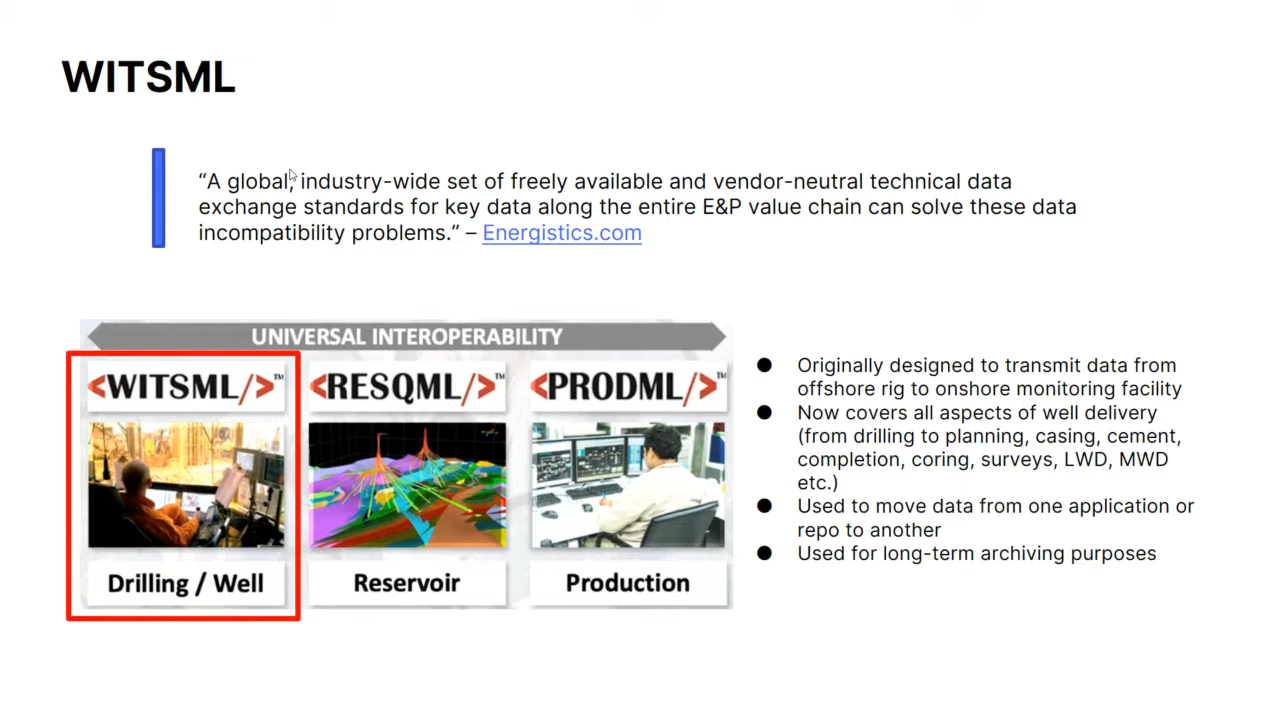 WITSML
“A global, industry-wide set of freely available and vendor-neutral technical data
exchange standards for key data along the entire E&P value chain can solve these data
incompatibility problems.” – Energistics.com
UNIVERSAL INTEROPERABILITY
<WITSML/>™
<RESQML/>™
<PRODML/>™
Drilling / Well
Reservoir
Production
● Originally designed to transmit data from
offshore rig to onshore monitoring facility
● Now covers all aspects of well delivery
(from drilling to planning, casing, cement,
completion, coring, surveys, LWD, MWD
etc.)
● Used to move data from one application or
repo to another
● Used for long-term archiving purposes